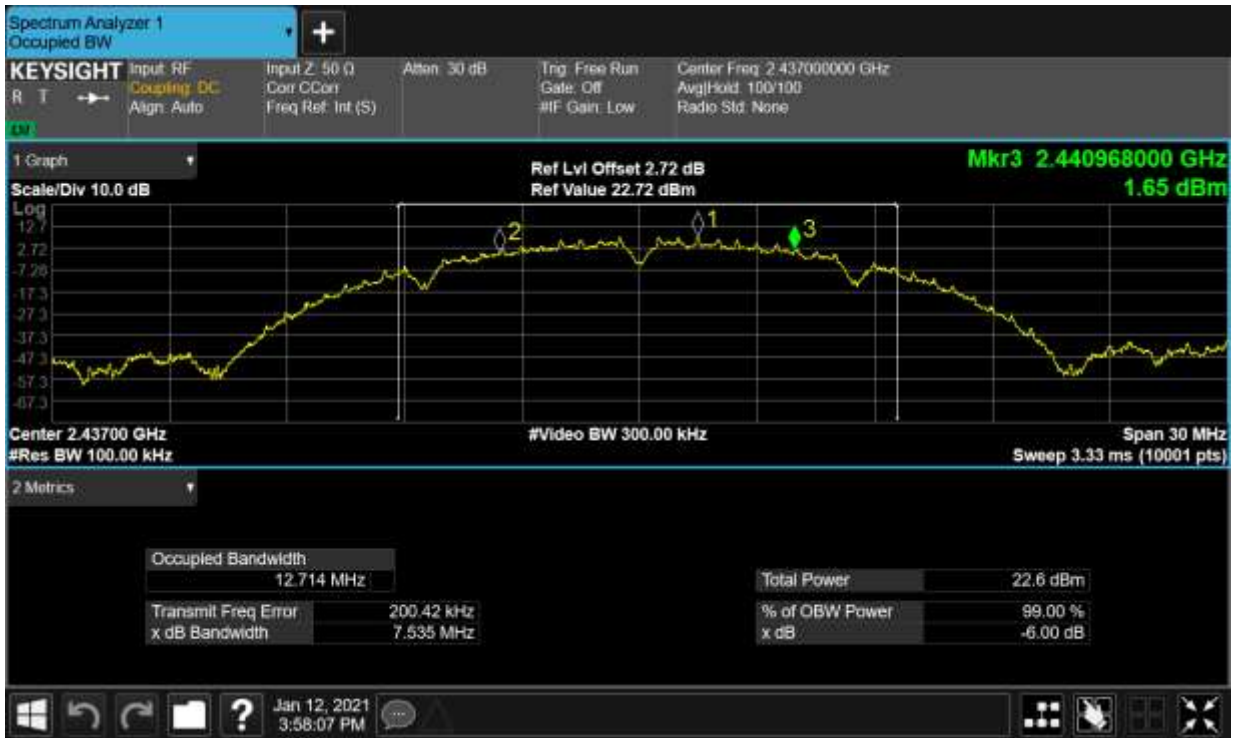 Spectrum Analyzer 1
Occupied BW
+
KEYSIGHT
R T
Input: RF
Coupling: DC
Align: Auto
Input Z: 50 Ω
Corr CCorr
Freq Ref: Int (S)
Atten: 30 dB
Trig: Free Run
Gate: Off
#IF Gain: Low
Center Freq: 2.437000000 GHz
Avg|Hold: 100/100
Radio Std: None
1 Graph
Scale/Div 10.0 dB
Ref Lvl Offset 2.72 dB
Ref Value 22.72 dBm
Mkr3 2.440968000 GHz
1.65 dBm
Log
12.7
2.72
-7.28
-17.3
-27.3
-37.3
-47.3
-57.3
-67.3
2
1
3
Center 2.43700 GHz
#Res BW 100.00 kHz
#Video BW 300.00 kHz
Span 30 MHz
Sweep 3.33 ms (10001 pts)
2 Metrics
Occupied Bandwidth
12.714 MHz
Transmit Freq Error 200.42 kHz
x dB Bandwidth 7.535 MHz
Total Power 22.6 dBm
% of OBW Power 99.00 %
x dB -6.00 dB
?
Jan 12, 2021
3:58:07 PM